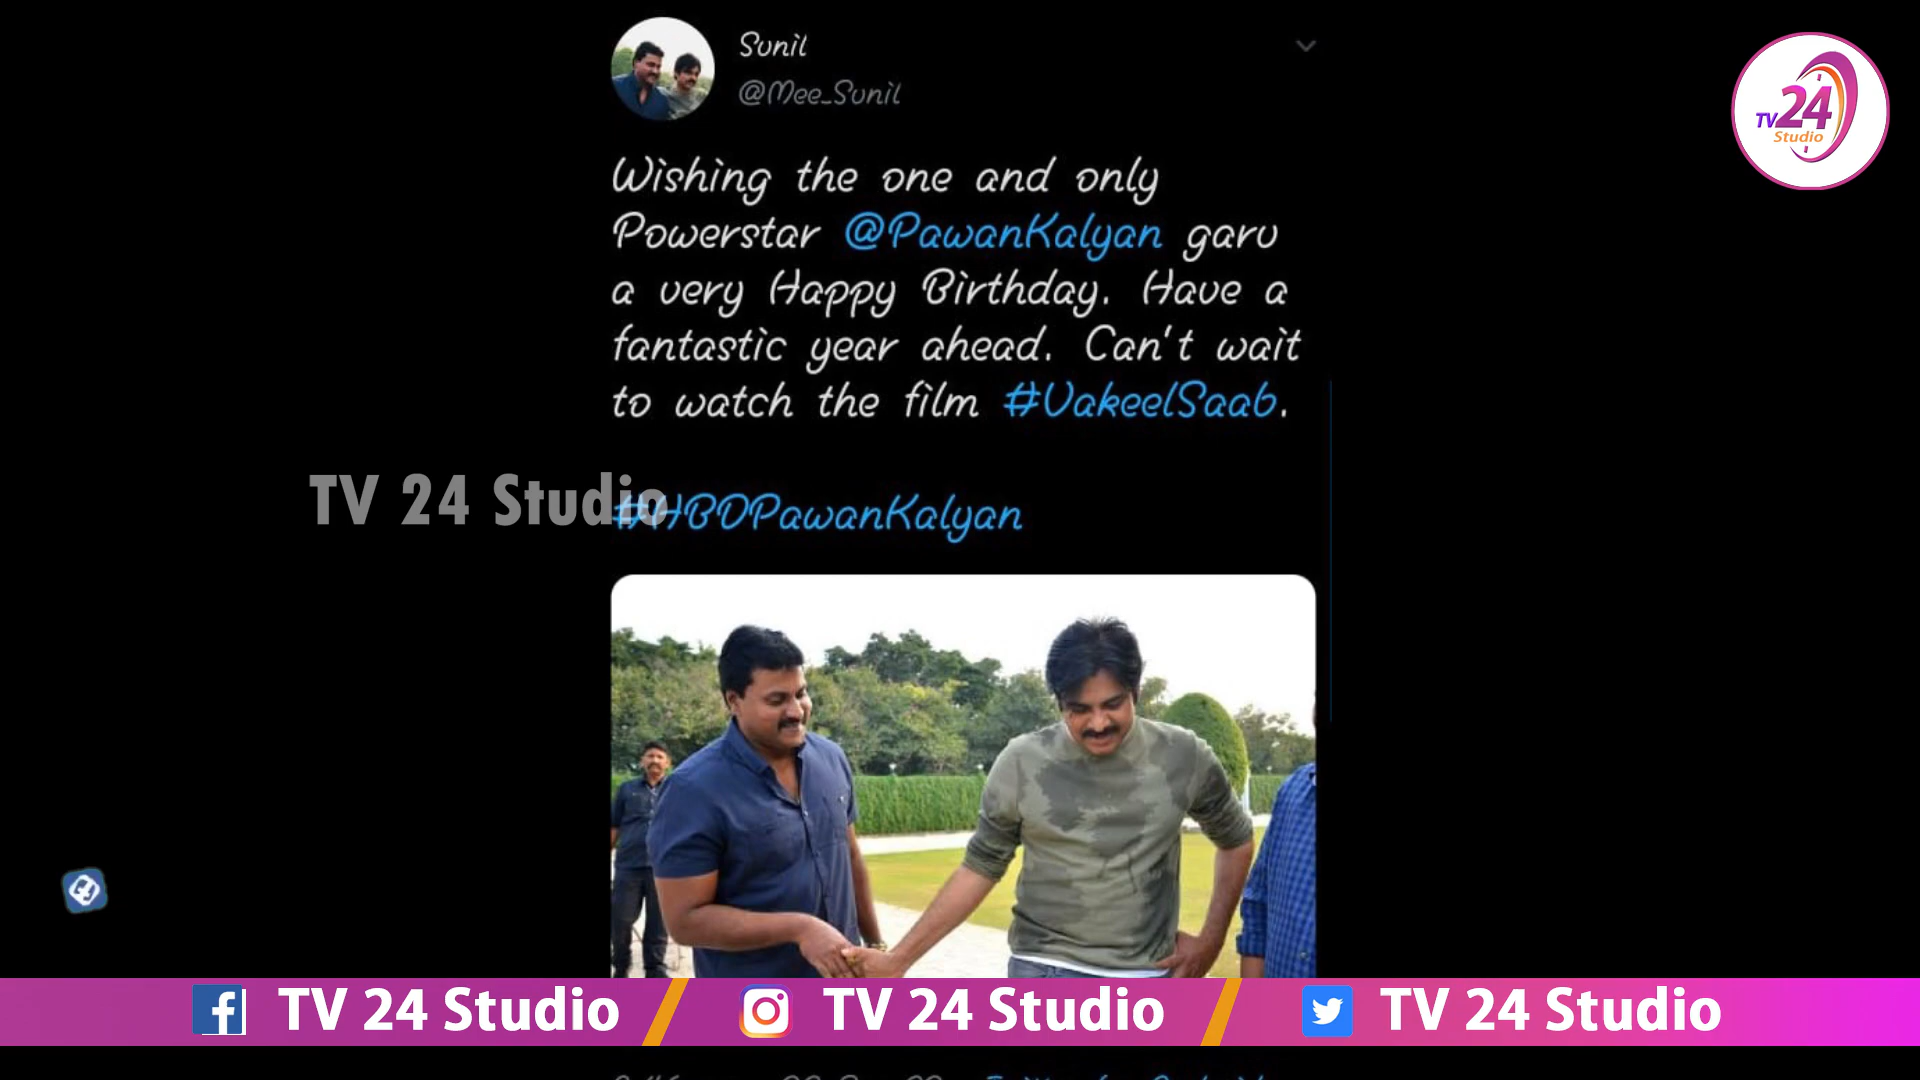 Sunil
@Mee_Sunil
TV 24 Studio
Wishing the one and only
Powerstar @PawanKalyan garu
a very Happy Birthday. Have a
fantastic year ahead. Can't wait
to watch the film #VakeelSaab.
TV 24 Studio
#HBDPawanKalyan
TV 24 Studio
TV 24 Studio
TV 24 Studio